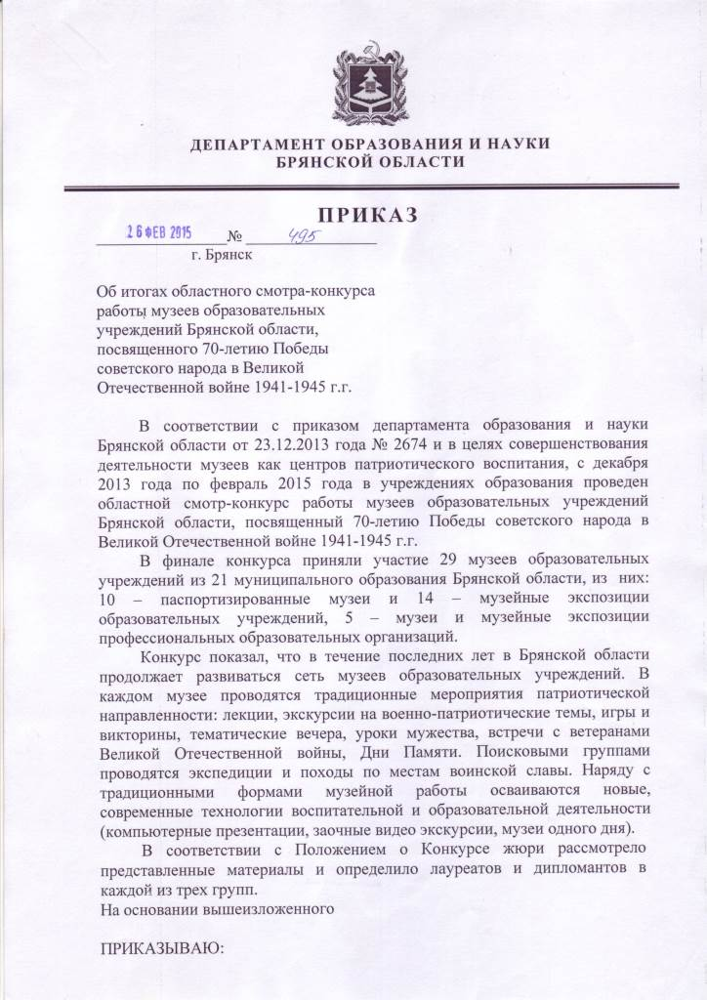 ДЕПАРТАМЕНТ ОБРАЗОВАНИЯ И НАУКИ
БРЯНСКОЙ ОБЛАСТИ
ПРИКАЗ
26 ФЕВ 2015 № 495
г. Брянск
Об итогах областного смотра-конкурса
работы музеев образовательных
учреждений Брянской области,
посвященного 70-летию Победы
советского народа в Великой
Отечественной войне 1941-1945 г.г.
В соответствии с приказом департамента образования и науки
Брянской области от 23.12.2013 года № 2674 и в целях совершенствования
деятельности музеев как центров патриотического воспитания, с декабря
2013 года по февраль 2015 года в учреждениях образования проведен
областной смотр-конкурс работы музеев образовательных учреждений
Брянской области, посвященный 70-летию Победы советского народа в
Великой Отечественной войне 1941-1945 г.г.
В финале конкурса приняли участие 29 музеев образовательных
учреждений из 21 муниципального образования Брянской области, из них:
10 – паспортизированные музеи и 14 – музейные экспозиции
образовательных учреждений, 5 – музеи и музейные экспозиции
профессиональных образовательных организаций.
Конкурс показал, что в течение последних лет в Брянской области
продолжает развиваться сеть музеев образовательных учреждений. В
каждом музее проводятся традиционные мероприятия патриотической
направленности: лекции, экскурсии на военно-патриотические темы, игры и
викторины, тематические вечера, уроки мужества, встречи с ветеранами
Великой Отечественной войны, Дни Памяти. Поисковыми группами
проводятся экспедиции и походы по местам воинской славы. Наряду с
традиционными формами музейной работы осваиваются новые,
современные технологии воспитательной и образовательной деятельности
(компьютерные презентации, заочные видео экскурсии, музеи одного дня).
В соответствии с Положением о Конкурсе жюри рассмотрело
представленные материалы и определило лауреатов и дипломантов в
каждой из трех групп.
На основании вышеизложенного
ПРИКАЗЫВАЮ: